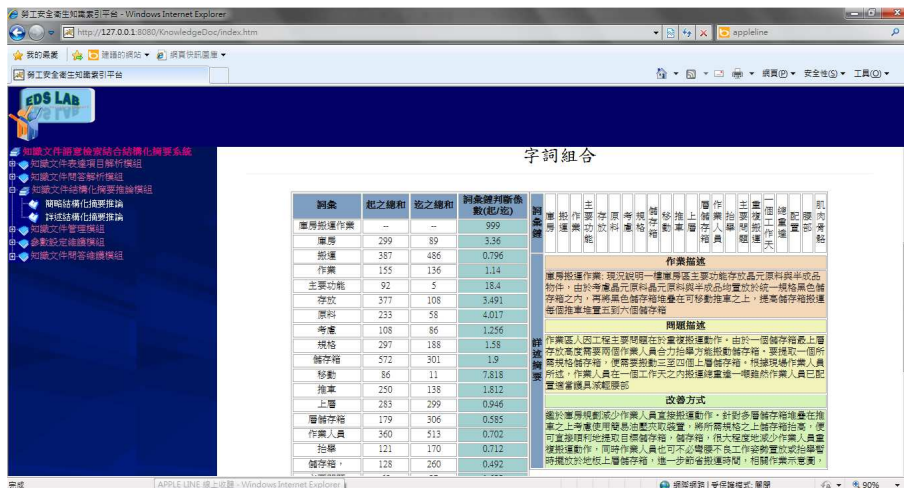 勞工安全衛生知識索引平台 - Windows Internet Explorer
http://127.0.0.1:8080/KnowledgeDoc/index.htm
appleline
我的最愛
建議的網站
網頁快訊圖庫
勞工安全衛生知識索引平台
網頁(P)
安全性(S)
工具(O)
EDS LAB
知識文件語意檢索結合結構化摘要系統
知識文件表達項目解析模組
知識文件問答解析模組
知識文件結構化摘要推論模組
簡略結構化摘要推論
詳述結構化摘要推論
知識文件管理模組
參數設定維護模組
知識文件問答維護模組
字詞組合
詞彙 起之總和 迄之總和 詞彙鏈判斷係數(起/迄)
庫房搬運作業 -- -- 999
庫房 299 89 3.36
搬運 387 486 0.796
作業 155 136 1.14
主要功能 92 5 18.4
存放 377 108 3.491
原料 233 58 4.017
考慮 108 86 1.256
規格 297 188 1.58
儲存箱 572 301 1.9
移動 86 11 7.818
推車 250 138 1.812
上層 283 299 0.946
層儲存箱 179 306 0.585
作業人員 360 513 0.702
抬舉 121 170 0.712
儲存箱， 128 260 0.492
詞彙鏈 庫房 搬運 作業 主要功能 存放 原料 考慮 規格 儲存箱 移動 推車 上層 層儲存箱 作業人員 抬舉 主要問題 重複搬運 一個工作天 總重達 配置 腰部 肌肉骨骼
詳述摘要
作業描述
庫房搬運作業：現況說明一樓庫房區主要功能存放晶元原料與半成品
物件，由於考慮晶元原料晶元原料與半成品均置放於統一規格黑色儲
存箱之內，再將黑色儲存箱堆疊在可移動推車之上，提高儲存箱搬運
每個推車堆置五到六個儲存箱
問題描述
作業區人因工程主要問題在於重複搬運動作。由於一個儲存箱最上層
存放高度需要兩個作業人員合力抬舉方能搬動儲存箱。要提取一個所
需規格儲存箱，便需要搬動三至四個上層儲存箱。根據現場作業人員
所述，作業人員在一個工作天之內搬運總重達一噸雖然作業人員已配
置適當護具減輕腰部
改善方式
鑑於庫房規劃減少作業人員直接搬運動作。針對多層儲存箱堆疊在推
車之上考慮使用簡易油壓夾取裝置，將所需規格之上儲存箱抬高，便
可直接順利地提取目標儲存箱，儲存箱，很大程度地減少作業人員重
複搬運動作，同時作業人員也可不必彎腰不良工作姿勢置放或抬舉暫
時擺放於地板上層儲存箱，進一步節省搬運時間，相關作業示意圖，
完成
APPLE LINE 線上收聽 - Windows Internet Explorer
網際網路 | 受保護模式: 關閉
90%